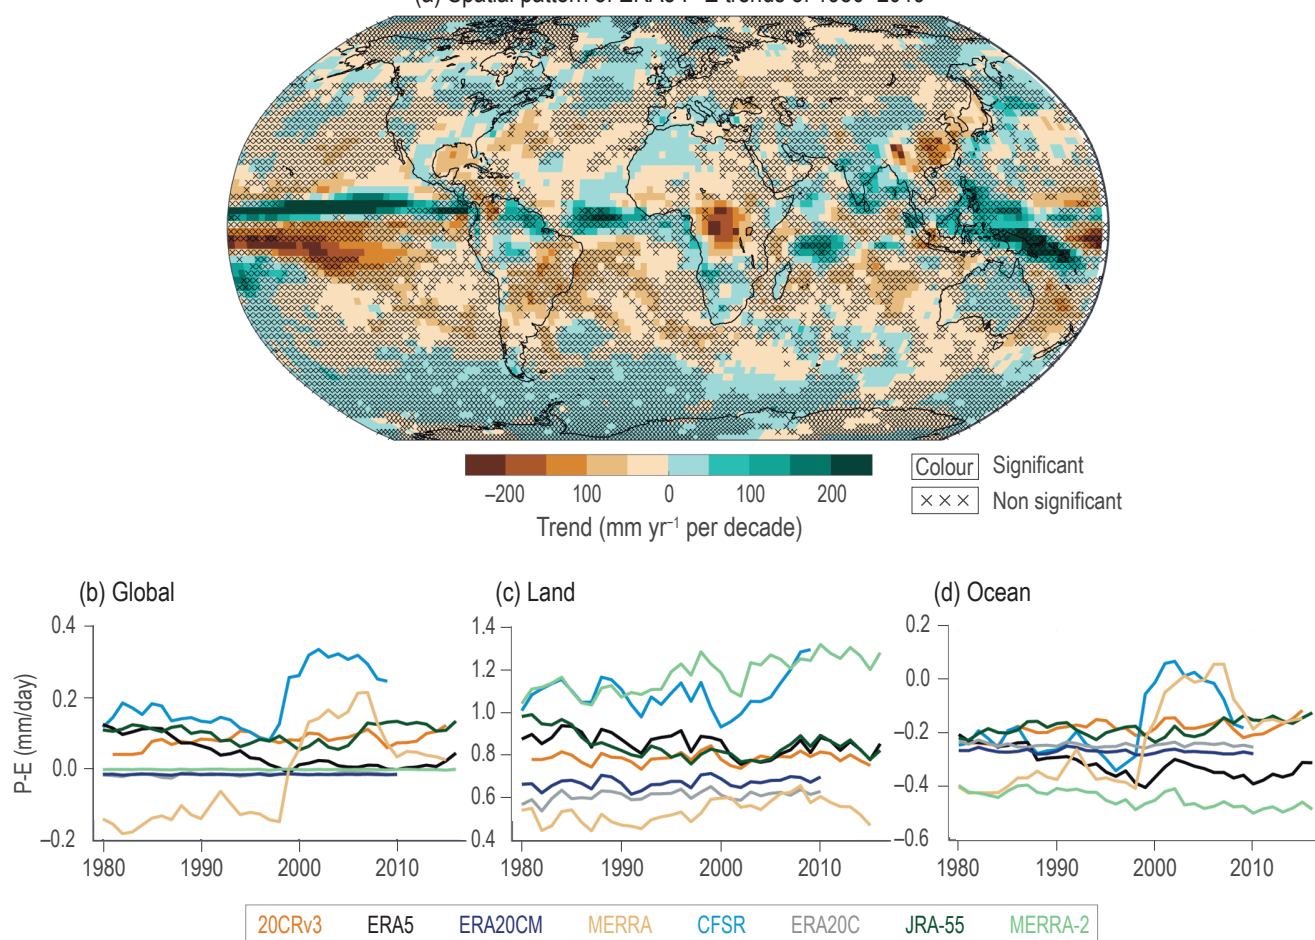 −200 100 0 100 200
Trend (mm yr−1 per decade)
Colour Significant
××× Non significant
(b) Global
(c) Land
(d) Ocean
P-E (mm/day)
0.4
0.2
0.0
−0.2
1980 1990 2000 2010
1.4
1.2
1.0
0.8
0.6
0.4
1980 1990 2000 2010
0.2
0.0
−0.2
−0.4
−0.6
1980 1990 2000 2010
20CRv3 ERA5 ERA20CM MERRA CFSR ERA20C JRA-55 MERRA-2